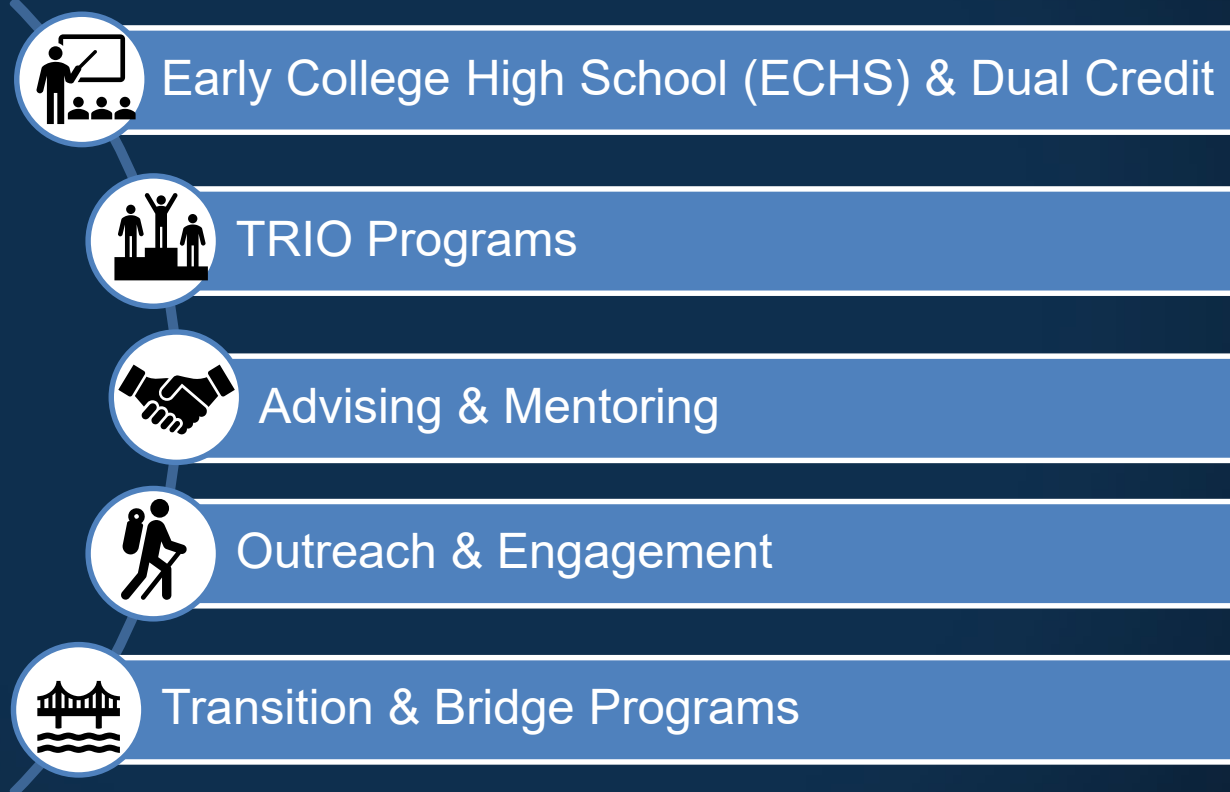 Early College High School (ECHS) & Dual Credit
TRIO Programs
Advising & Mentoring
Outreach & Engagement
Transition & Bridge Programs